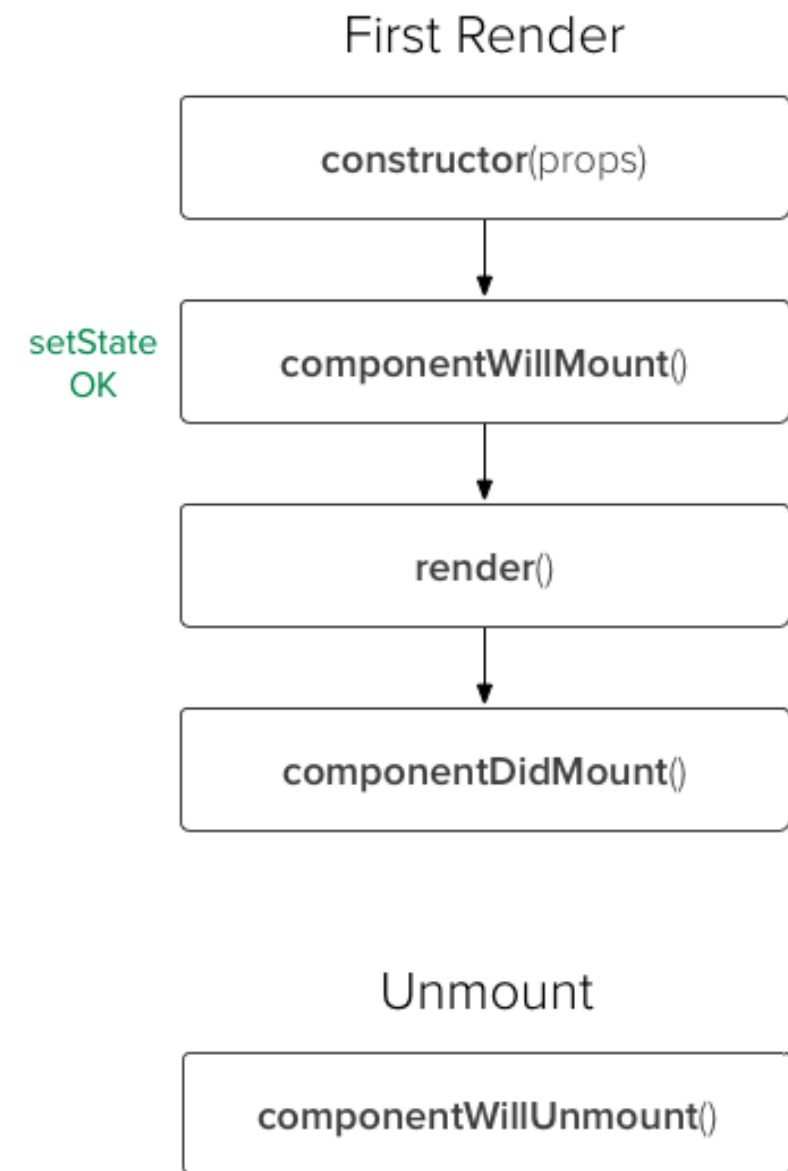 First Render
constructor(props)
setState
OK
componentWillMount()
render()
componentDidMount()
Unmount
componentWillUnmount()